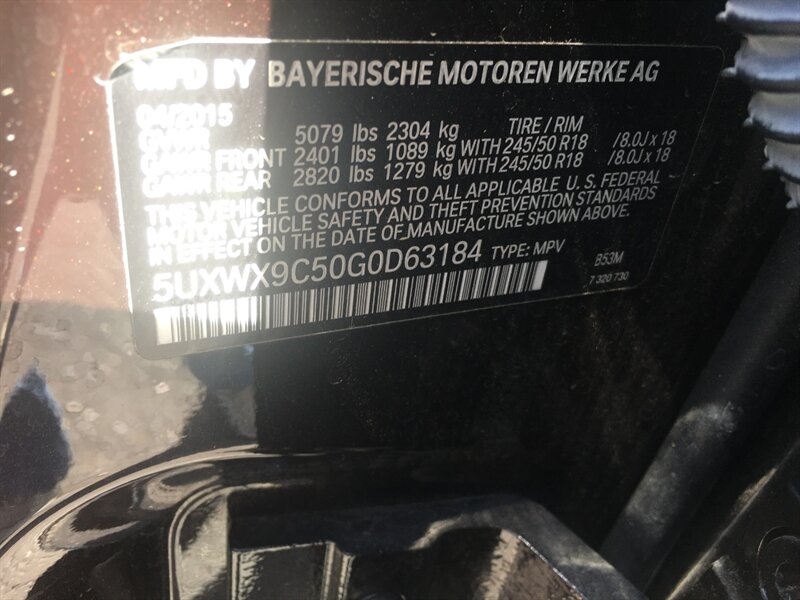 MFD BY BAYERISCHE MOTOREN WERKE AG
04/2015
GVWR 5079 lbs 2304 kg TIRE / RIM
GAWR FRONT 2401 lbs 1089 kg WITH 245/50 R18 /8.0J x 18
GAWR REAR 2820 lbs 1279 kg WITH 245/50 R18 /8.0J x 18
THIS VEHICLE CONFORMS TO ALL APPLICABLE U.S. FEDERAL
MOTOR VEHICLE SAFETY AND THEFT PREVENTION STANDARDS
IN EFFECT ON THE DATE OF MANUFACTURE SHOWN ABOVE.
5UXWX9C50G0D63184 TYPE: MPV B53M
7 320 730